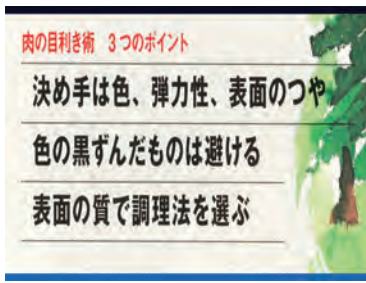 肉の目利き術 3つのポイント
決め手は色、弾力性、表面のつや
色の黒ずんだものは避ける
表面の質で調理法を選ぶ